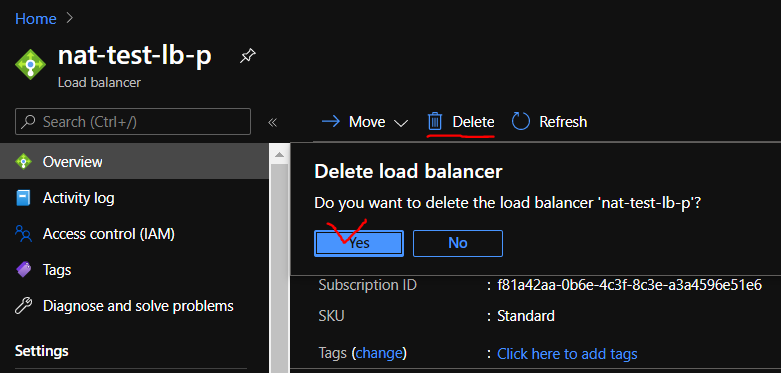 Home >
nat-test-lb-p
Load balancer
Search (Ctrl+/)
«
Move
Delete
Refresh
Overview
Activity log
Access control (IAM)
Tags
Diagnose and solve problems
Settings
Delete load balancer
Do you want to delete the load balancer 'nat-test-lb-p'?
Yes No
Subscription ID : f81a42aa-0b6e-4c3f-8c3e-a3a4596e51e6
SKU : Standard
Tags (change) : Click here to add tags